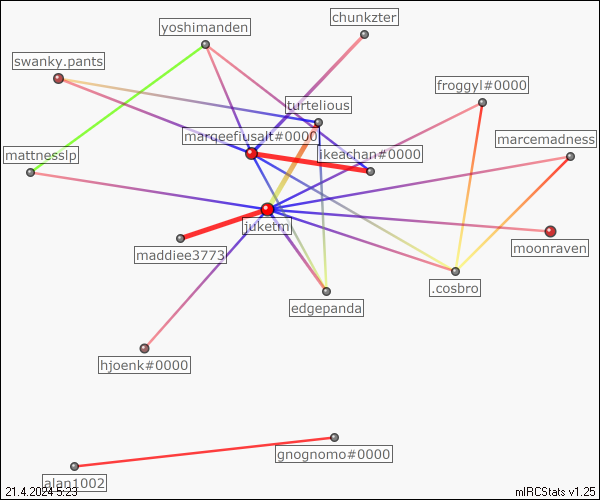 chunkzter
yoshimanden
swanky.pants
froggyl#0000
turtelious
marqeefiusalt#0000
marcemadness
ikeachan#0000
mattnesslp
juketm
moonraven
maddiee3773
.cosbro
edgepanda
hjoenk#0000
gnognomo#0000
alan1002
21.4.2024 5:23
mIRCStats v1.25